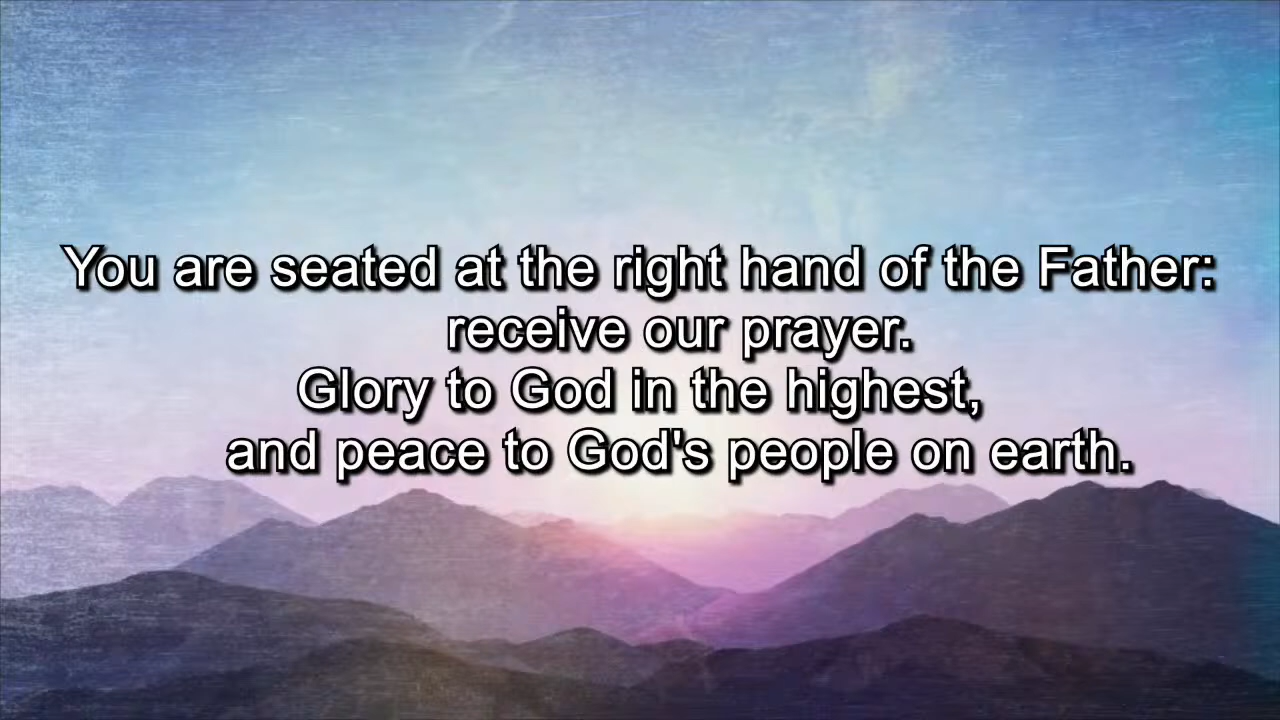 You are seated at the right hand of the Father:
receive our prayer.
Glory to God in the highest,
and peace to God's people on earth.